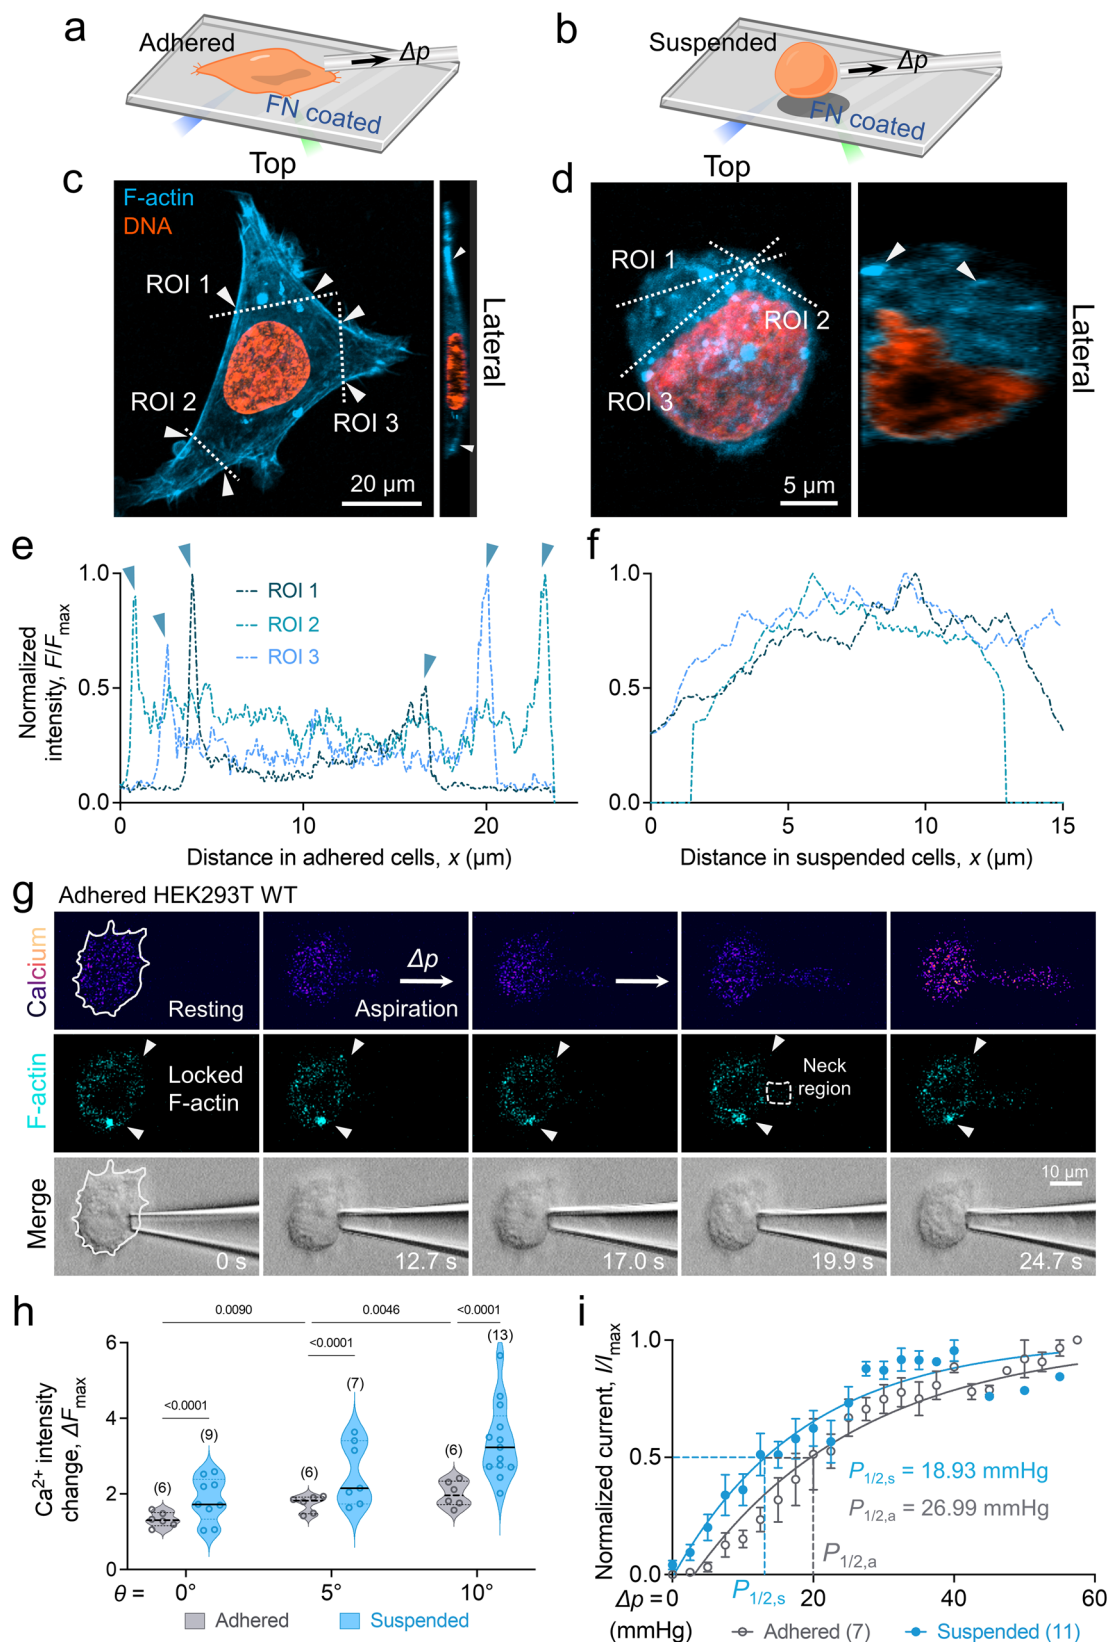 a
Adhered
Δp
FN coated
b
Suspended
Δp
FN coated
c
Top
F-actin
DNA
ROI 1
ROI 2
ROI 3
20 µm
Lateral
d
Top
ROI 1
ROI 2
ROI 3
5 µm
Lateral
e
Normalized
intensity, F/Fmax
1.0
0.5
0.0
ROI 1
ROI 2
ROI 3
0 10 20
Distance in adhered cells, x (µm)
f
1.0
0.5
0.0
0 5 10 15
Distance in suspended cells, x (µm)
g Adhered HEK293T WT
Calcium
Resting
Δp
Aspiration
F-actin
Locked
F-actin
Neck
region
Merge
10 µm
0 s
12.7 s
17.0 s
19.9 s
24.7 s
h
Ca2+ intensity
change, ΔFmax
6
4
2
0
0.0090
0.0046
<0.0001
<0.0001
<0.0001
(6)
(9)
(6)
(7)
(6)
(13)
θ = 0° 5° 10°
Adhered Suspended
i
Normalized current, I/Imax
1.0
0.5
0.0
P1/2,s = 18.93 mmHg
P1/2,a = 26.99 mmHg
P1/2,a
P1/2,s
Δp = 0 20 40 60
(mmHg)
Adhered (7) Suspended (11)